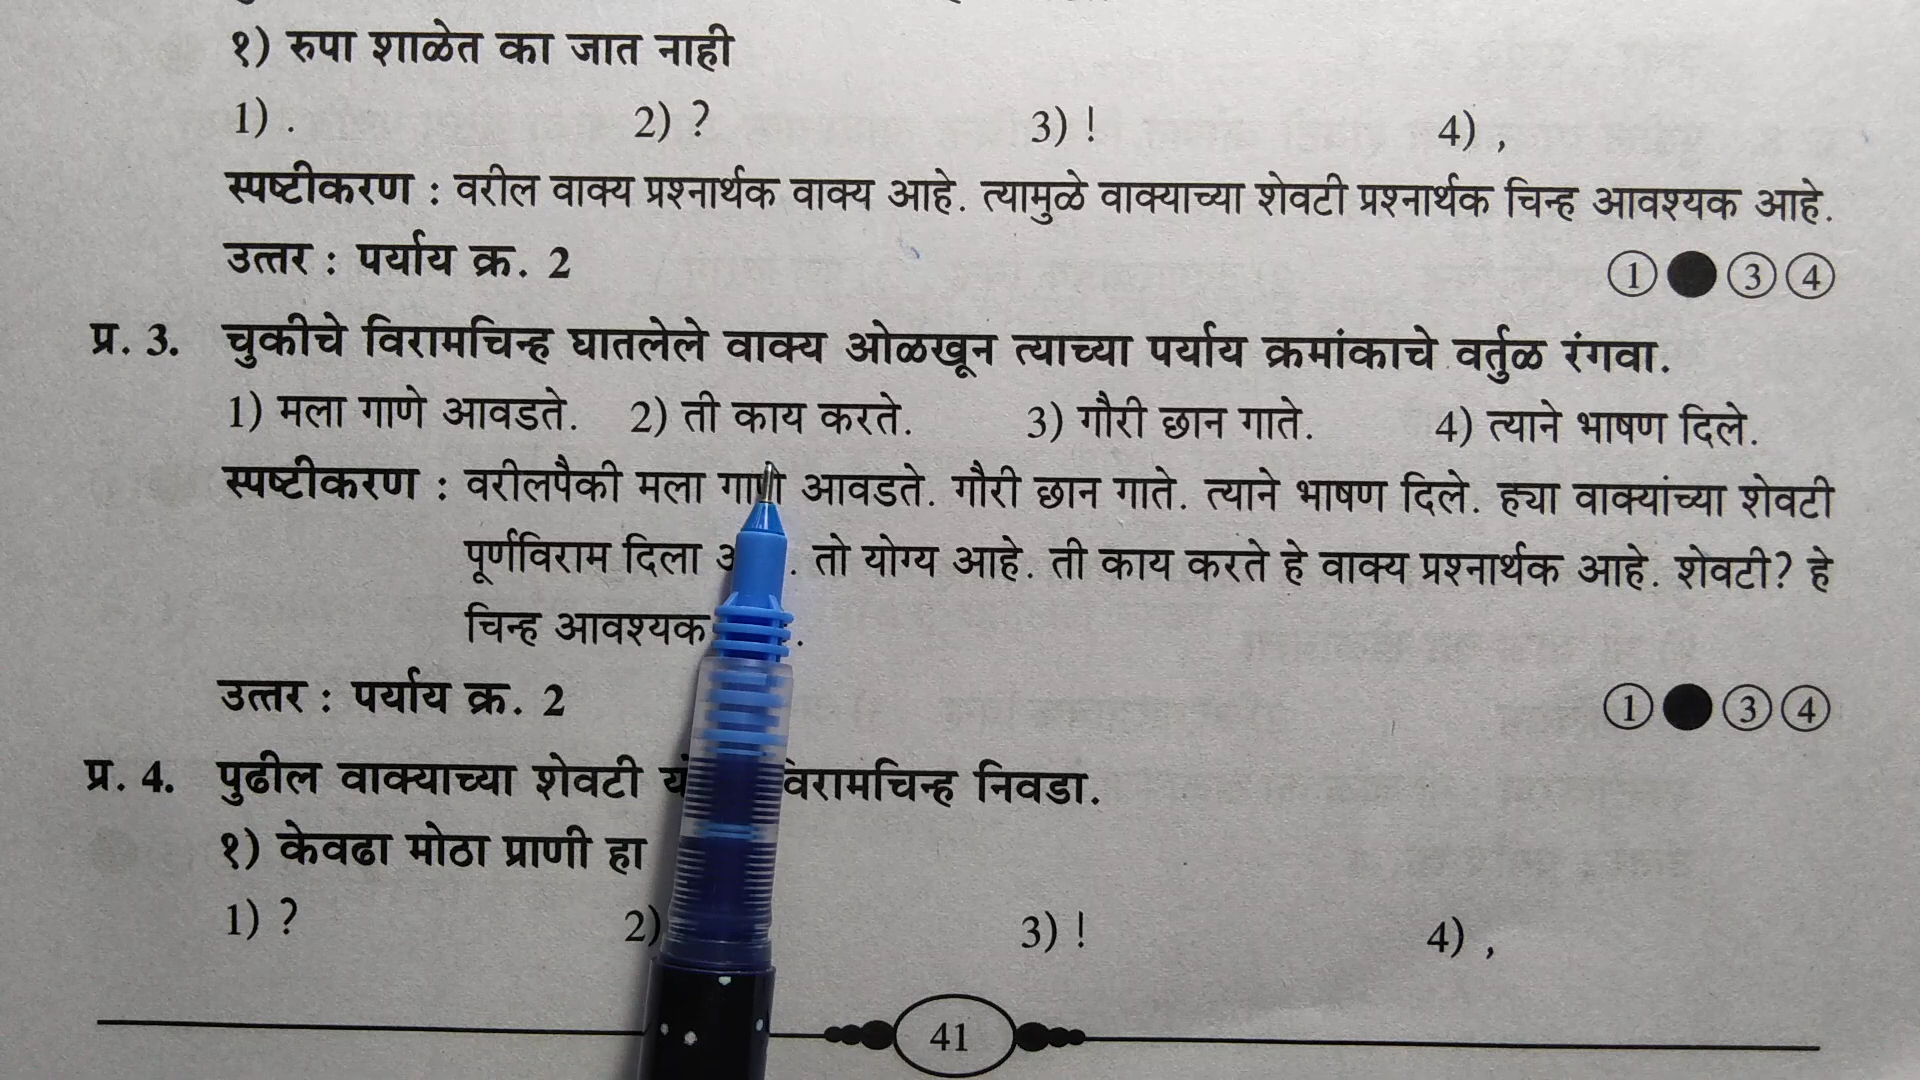 १) रुपा शाळेत का जात नाही
1) . 2) ? 3) ! 4) ,
स्पष्टीकरण : वरील वाक्य प्रश्नार्थक वाक्य आहे. त्यामुळे वाक्याच्या शेवटी प्रश्नार्थक चिन्ह आवश्यक आहे.
उत्तर : पर्याय क्र. 2 1 3 4
प्र. 3. चुकीचे विरामचिन्ह घातलेले वाक्य ओळखून त्याच्या पर्याय क्रमांकाचे वर्तुळ रंगवा.
1) मला गाणे आवडते. 2) ती काय करते. 3) गौरी छान गाते. 4) त्याने भाषण दिले.
स्पष्टीकरण : वरीलपैकी मला गाणे आवडते. गौरी छान गाते. त्याने भाषण दिले. ह्या वाक्यांच्या शेवटी
पूर्णविराम दिला . तो योग्य आहे. ती काय करते हे वाक्य प्रश्नार्थक आहे. शेवटी? हे
चिन्ह आवश्यक .
उत्तर : पर्याय क्र. 2 1 3 4
प्र. 4. पुढील वाक्याच्या शेवटी विरामचिन्ह निवडा.
१) केवढा मोठा प्राणी हा
1) ? 2) 3) ! 4) ,
41